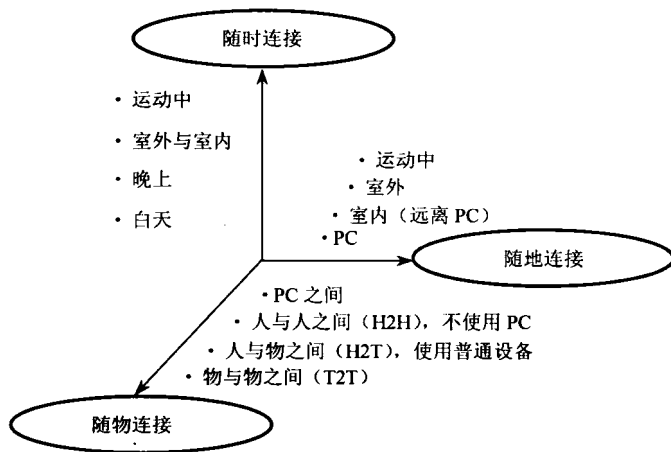 随时连接
· 运动中
· 室外与室内
· 晚上
· 白天
· 运动中
· 室外
· 室内（远离 PC）
· PC
随地连接
· PC 之间
· 人与人之间（H2H），不使用 PC
· 人与物之间（H2T），使用普通设备
· 物与物之间（T2T）
随物连接